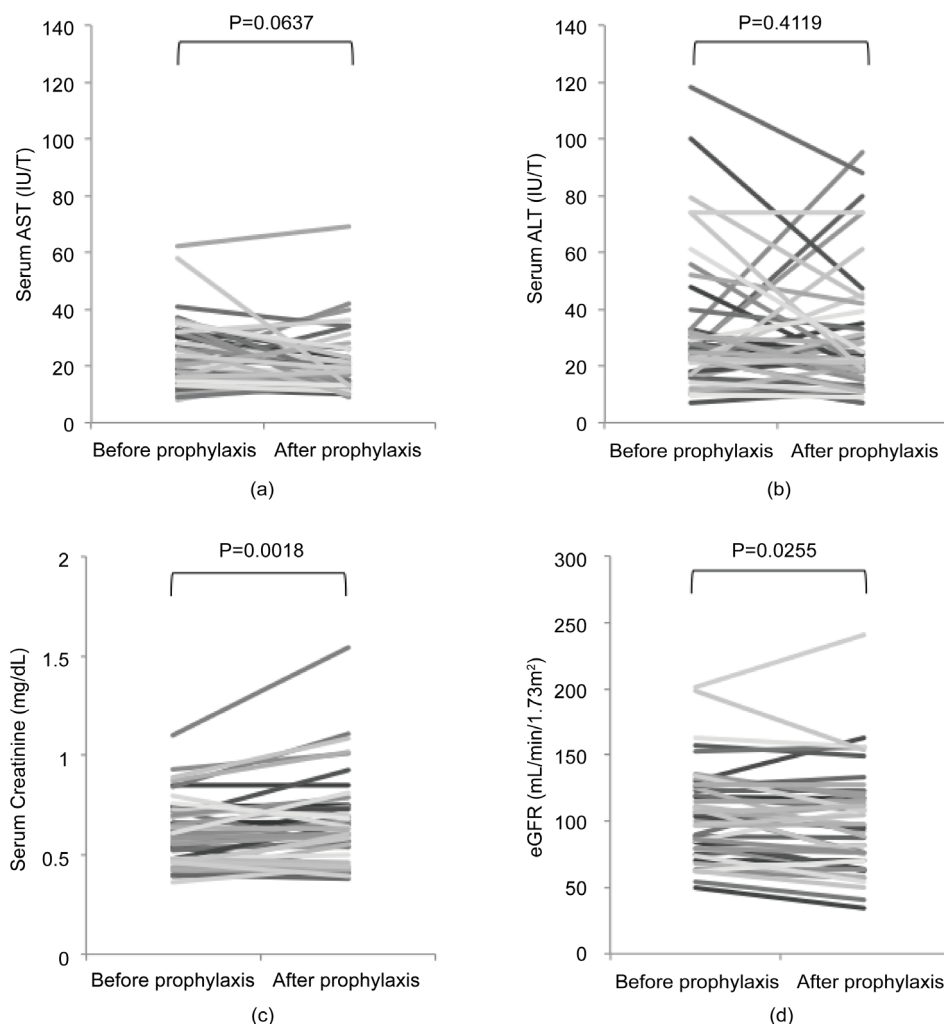 P=0.0637
140
120
100
80
60
40
20
0
Serum AST (IU/T)
Before prophylaxis After prophylaxis
(a)
P=0.4119
140
120
100
80
60
40
20
0
Serum ALT (IU/T)
Before prophylaxis After prophylaxis
(b)
P=0.0018
2
1.5
1
0.5
0
Serum Creatinine (mg/dL)
Before prophylaxis After prophylaxis
(c)
P=0.0255
300
250
200
150
100
50
0
eGFR (mL/min/1.73m²)
Before prophylaxis After prophylaxis
(d)